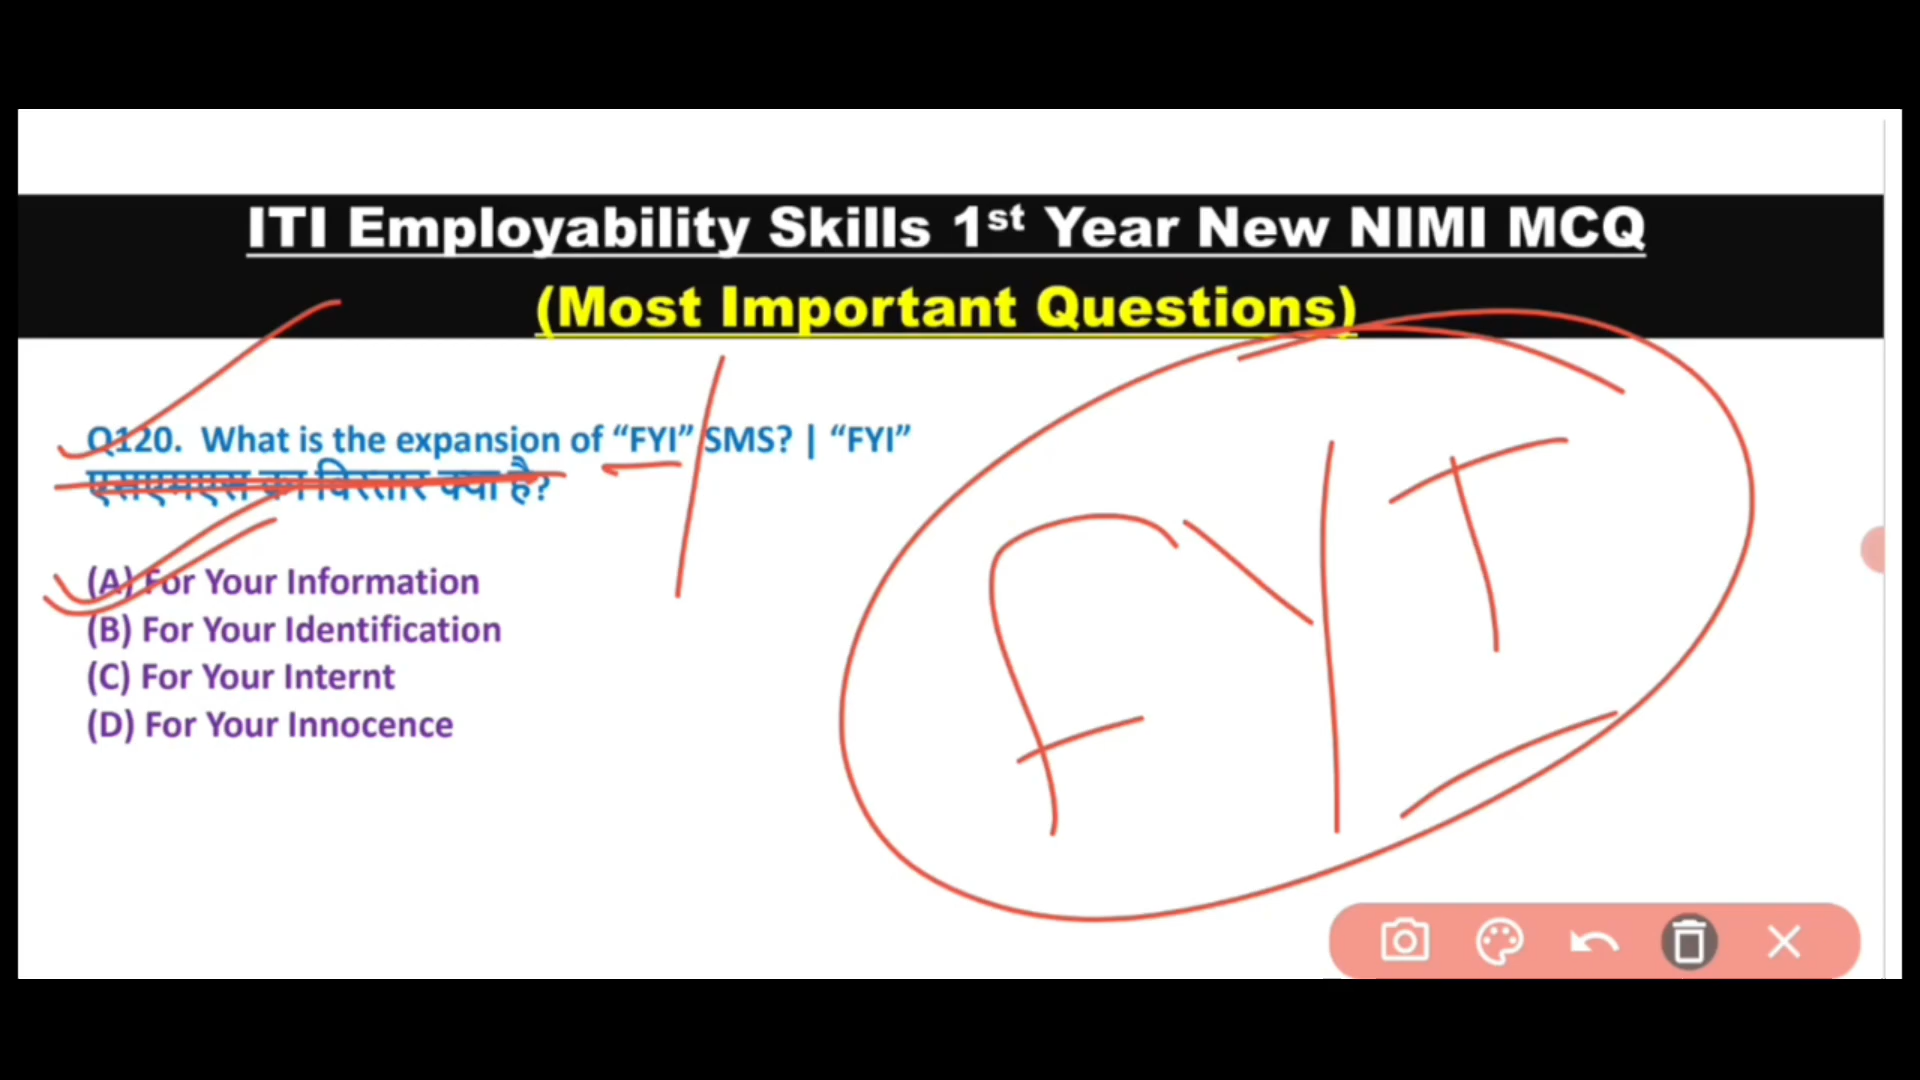 ITI Employability Skills 1st Year New NIMI MCQ
(Most Important Questions)
Q120. What is the expansion of “FYI” SMS? | “FYI”
एसएमएस का विस्तार क्या है?
(A) For Your Information
(B) For Your Identification
(C) For Your Internt
(D) For Your Innocence
FYI